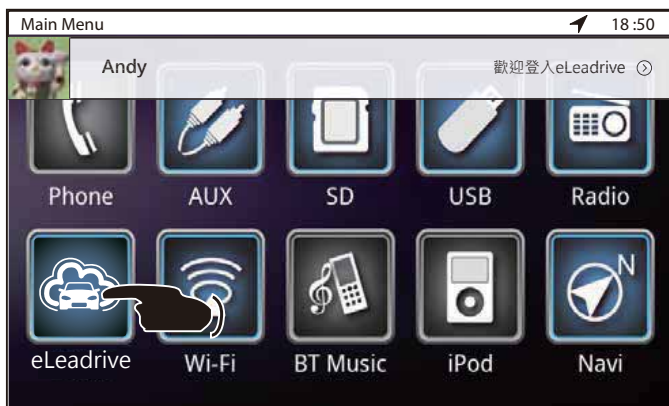 Main Menu 18:50
Andy 歡迎登入eLeadrive
Phone AUX SD USB Radio
N
eLeadrive Wi-Fi BT Music iPod Navi